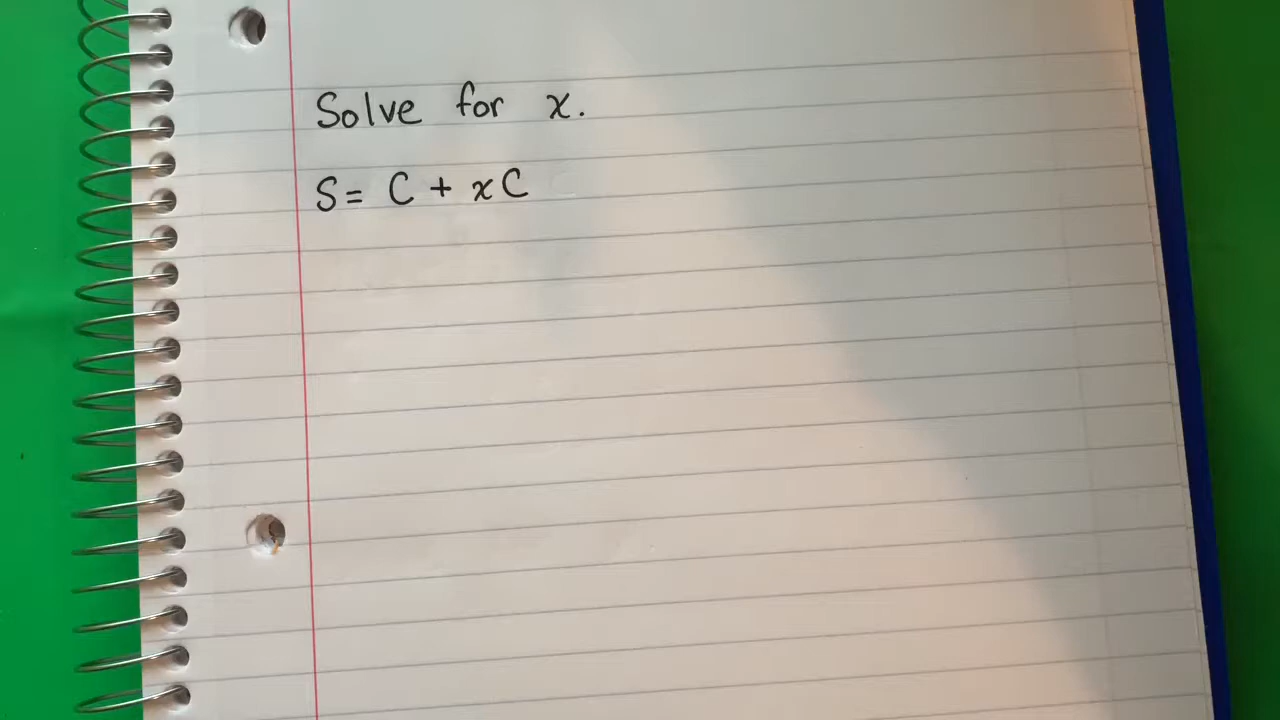 Solve for x.
S = C + xC